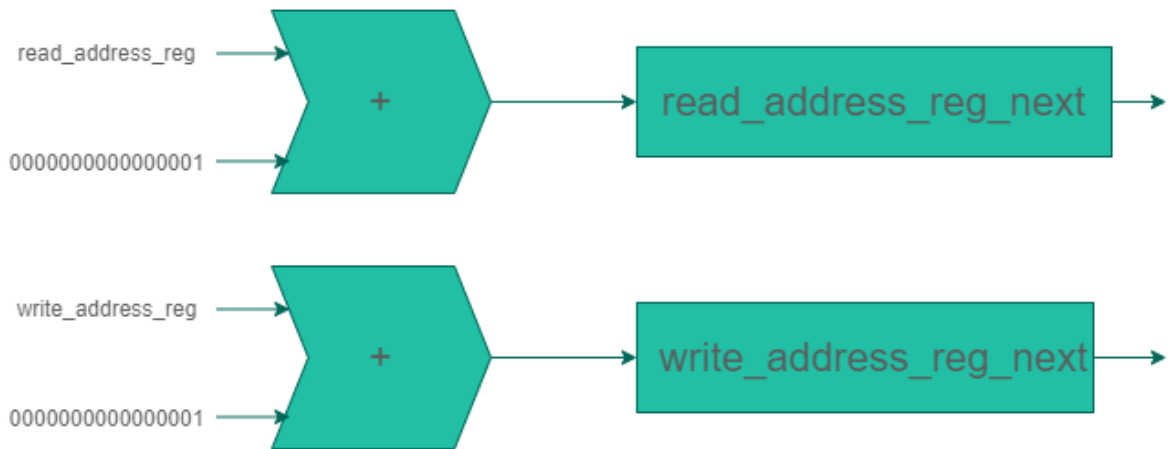 read_address_reg
+
read_address_reg_next
0000000000000001
write_address_reg
+
write_address_reg_next
0000000000000001